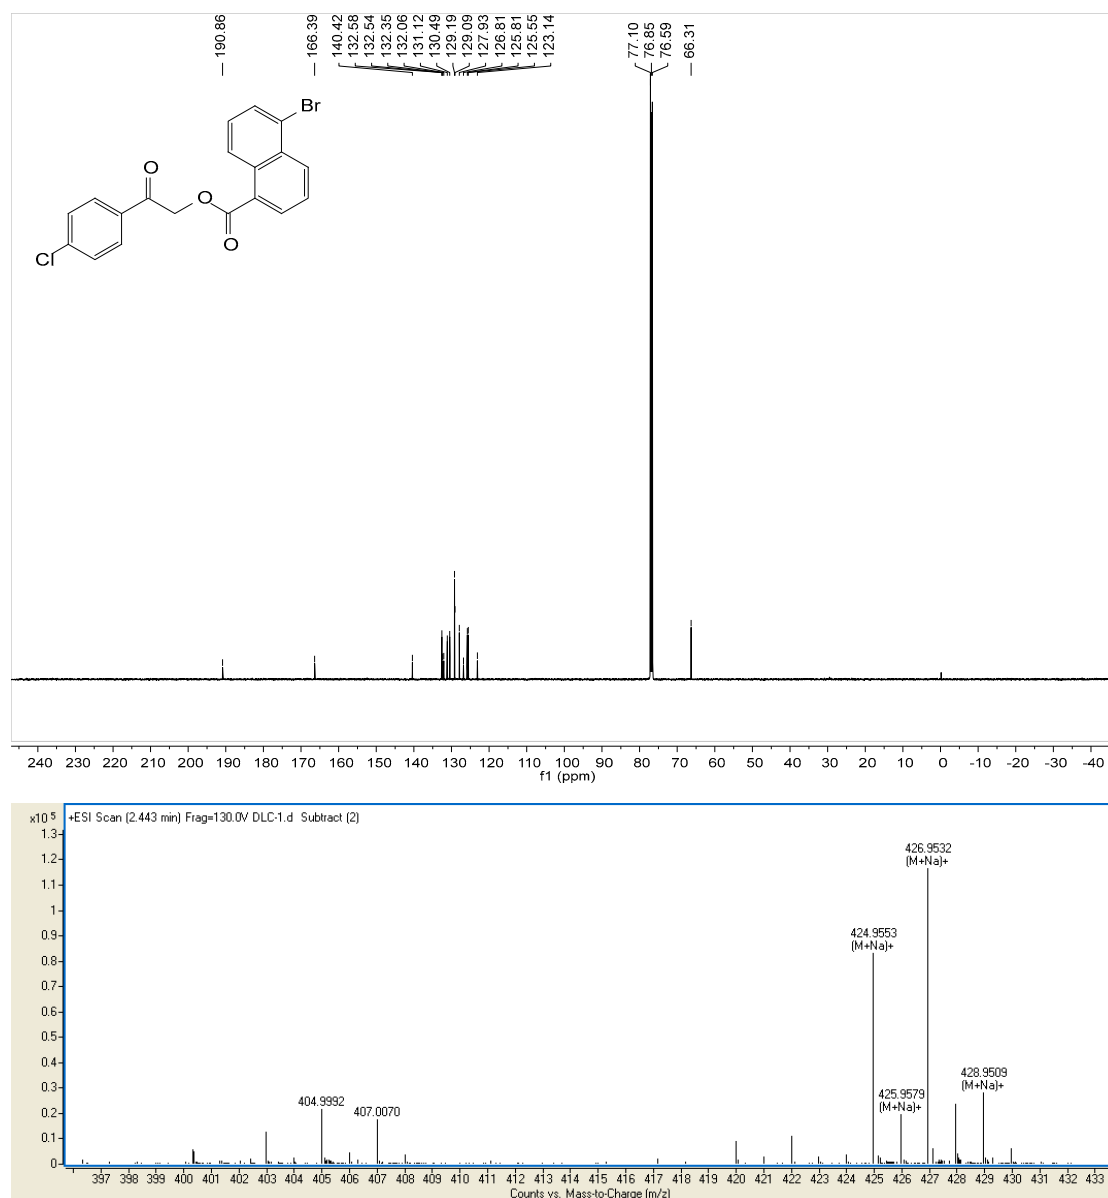 190.86
166.39
140.42
132.58
132.54
132.35
132.06
131.12
130.49
129.19
129.09
127.93
126.81
125.81
125.55
123.14
77.10
76.85
76.59
66.31
Br
O
O
O
Cl
240 230 220 210 200 190 180 170 160 150 140 130 120 110 100 90 80 70 60 50 40 30 20 10 0 -10 -20 -30 -40
f1 (ppm)
x10 5
+ESI Scan (2.443 min) Frag=130.0V DLC-1.d Subtract (2)
1.3
1.2
1.1
1
0.9
0.8
0.7
0.6
0.5
0.4
0.3
0.2
0.1
0
426.9532
(M+Na)+
424.9553
(M+Na)+
428.9509
(M+Na)+
404.9992
407.0070
425.9579
(M+Na)+
397 398 399 400 401 402 403 404 405 406 407 408 409 410 411 412 413 414 415 416 417 418 419 420 421 422 423 424 425 426 427 428 429 430 431 432 433
Counts vs. Mass-to-Charge (m/z)